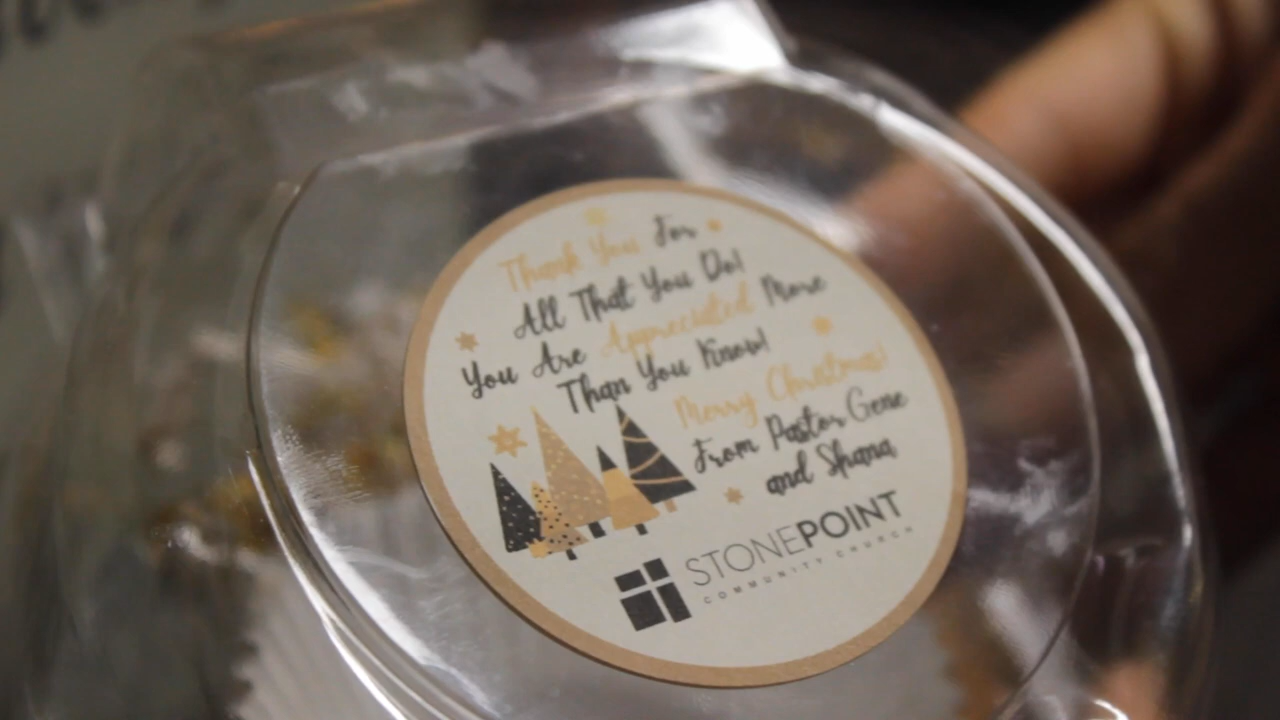 Thank You For
All That You Do!
You Are Appreciated More
Than You Know!
Merry Christmas!
From Pastor Gene
and Shana
STONEPOINT
COMMUNITY CHURCH